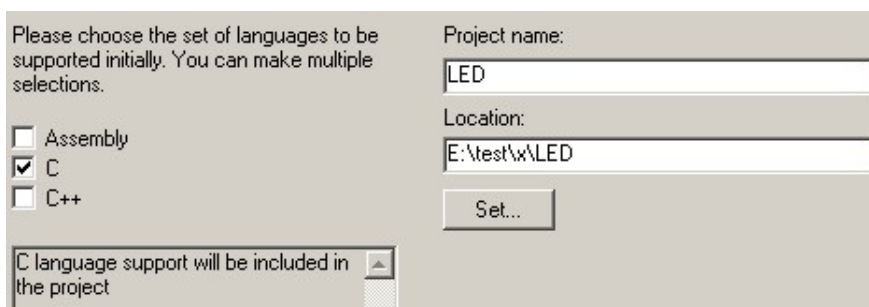 Please choose the set of languages to be
supported initially. You can make multiple
selections.
Assembly
C
C++
C language support will be included in
the project
Project name:
LED
Location:
E:\test\x\LED
Set...